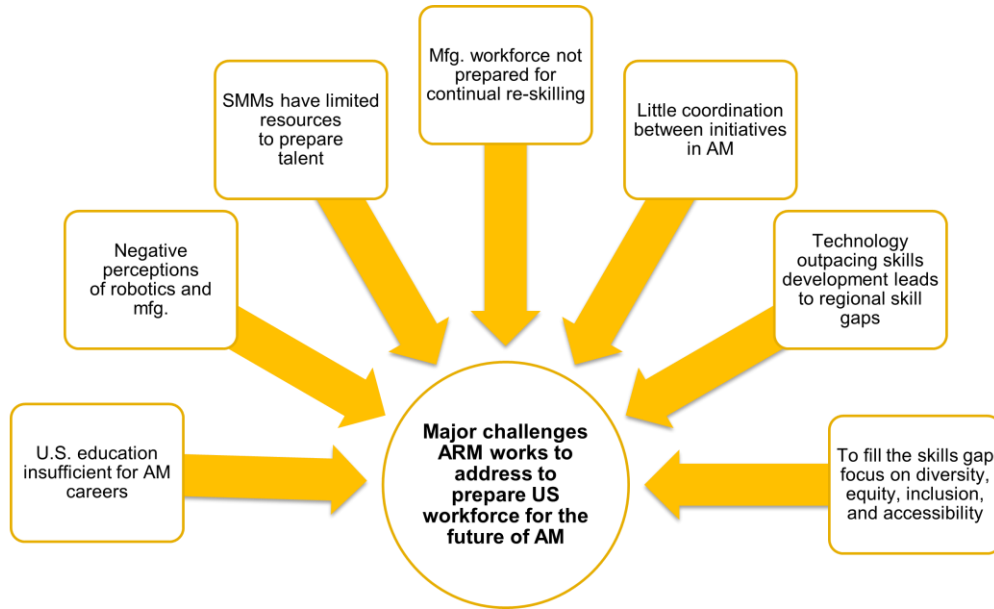 U.S. education
insufficient for AM
careers
Negative
perceptions
of robotics and
mfg.
SMMs have limited
resources
to prepare
talent
Mfg. workforce not
prepared for
continual re-skilling
Little coordination
between initiatives
in AM
Technology
outpacing skills
development leads
to regional skill
gaps
To fill the skills gap
focus on diversity,
equity, inclusion,
and accessibility
Major challenges
ARM works to
address to
prepare US
workforce for the
future of AM